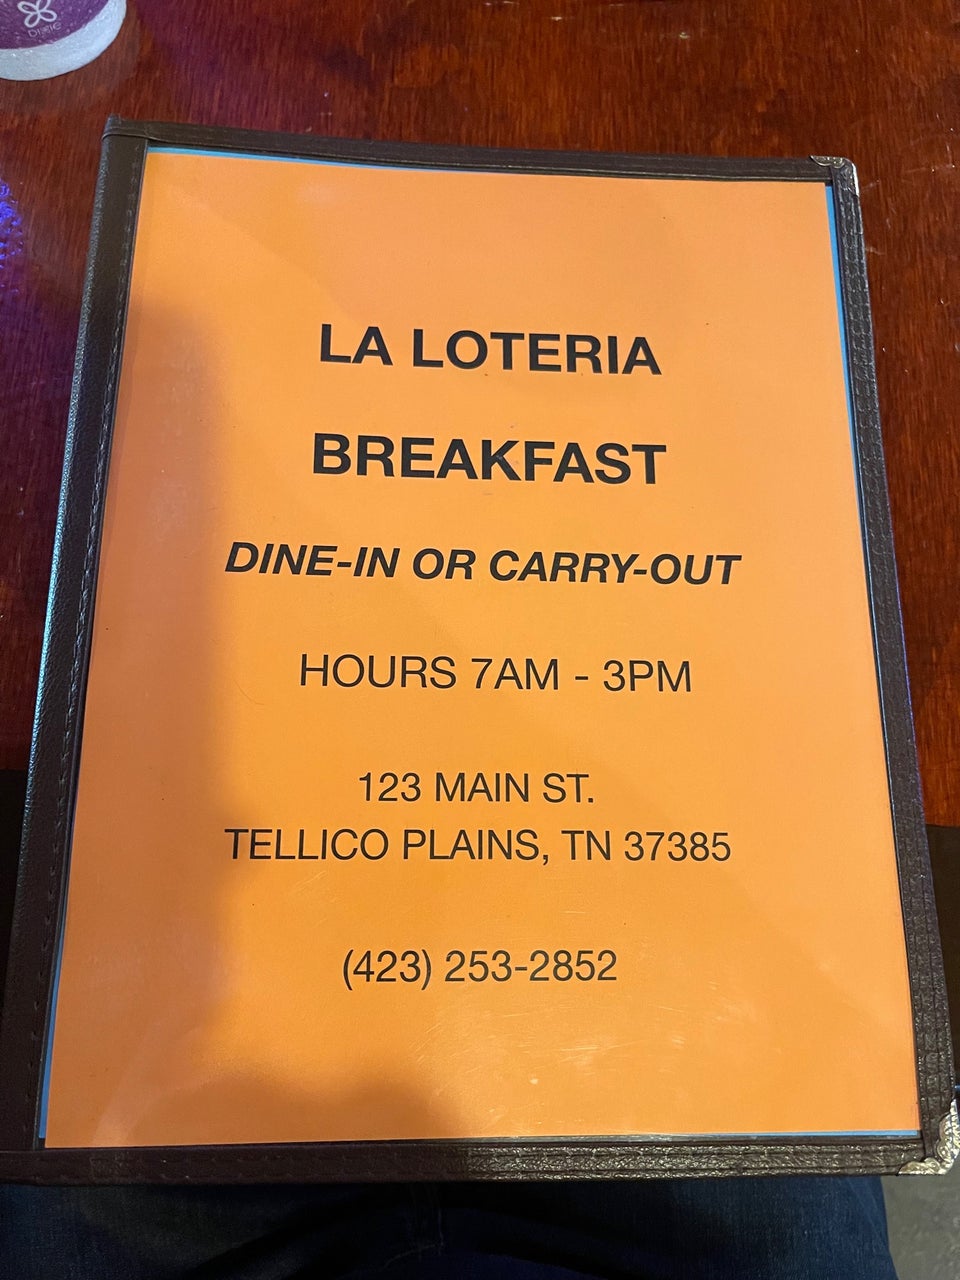 DIXIE
LA LOTERIA
BREAKFAST
DINE-IN OR CARRY-OUT
HOURS 7AM - 3PM
123 MAIN ST.
TELLICO PLAINS, TN 37385
(423) 253-2852